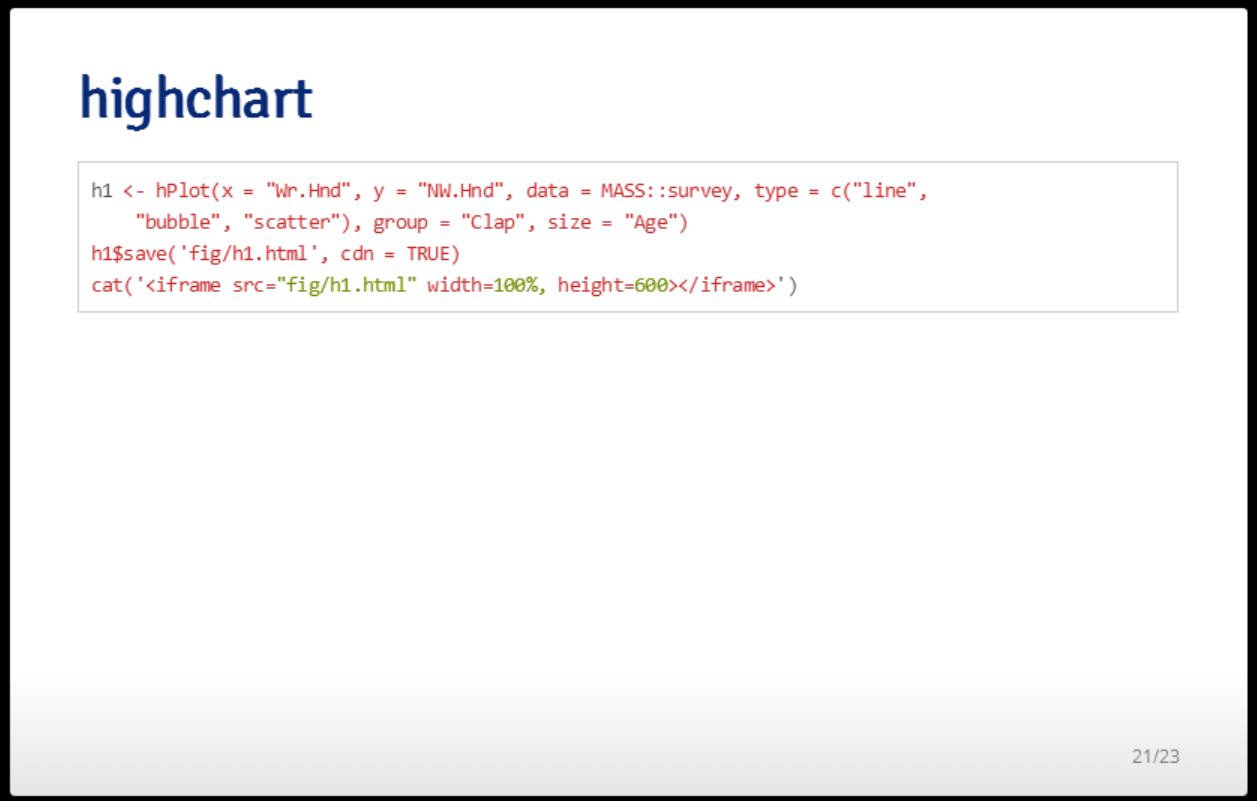 highchart
h1 <- hPlot(x = "Wr.Hnd", y = "NW.Hnd", data = MASS::survey, type = c("line",
    "bubble", "scatter"), group = "Clap", size = "Age")
h1$save('fig/h1.html', cdn = TRUE)
cat('<iframe src="fig/h1.html" width=100%, height=600></iframe>')
21/23